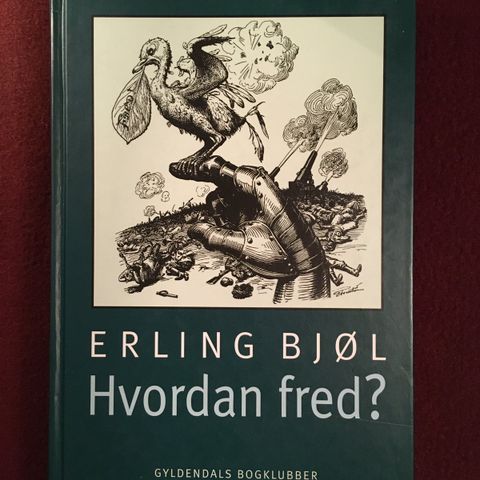 ERLING BJØL
Hvordan fred?
GYLDENDALS BOGKLUBBER